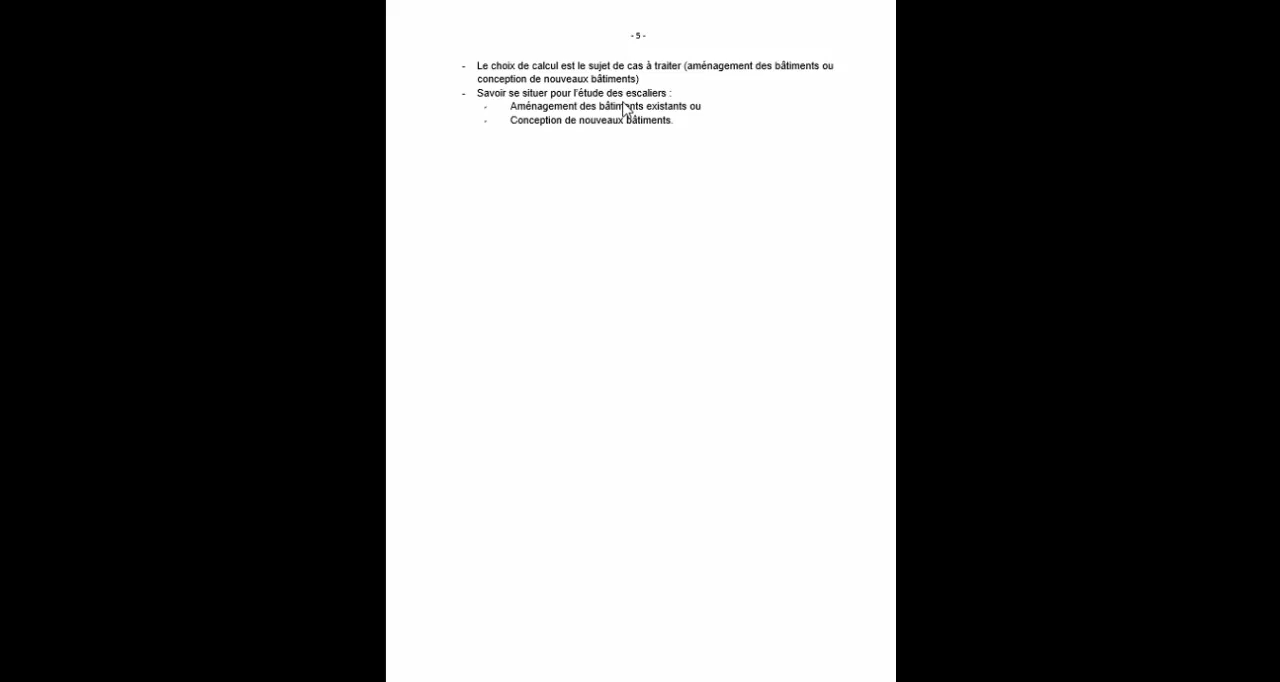 - 5 -
- Le choix de calcul est le sujet de cas à traiter (aménagement des bâtiments ou
conception de nouveaux bâtiments)
- Savoir se situer pour l'étude des escaliers :
- Aménagement des bâtiments existants ou
- Conception de nouveaux bâtiments.